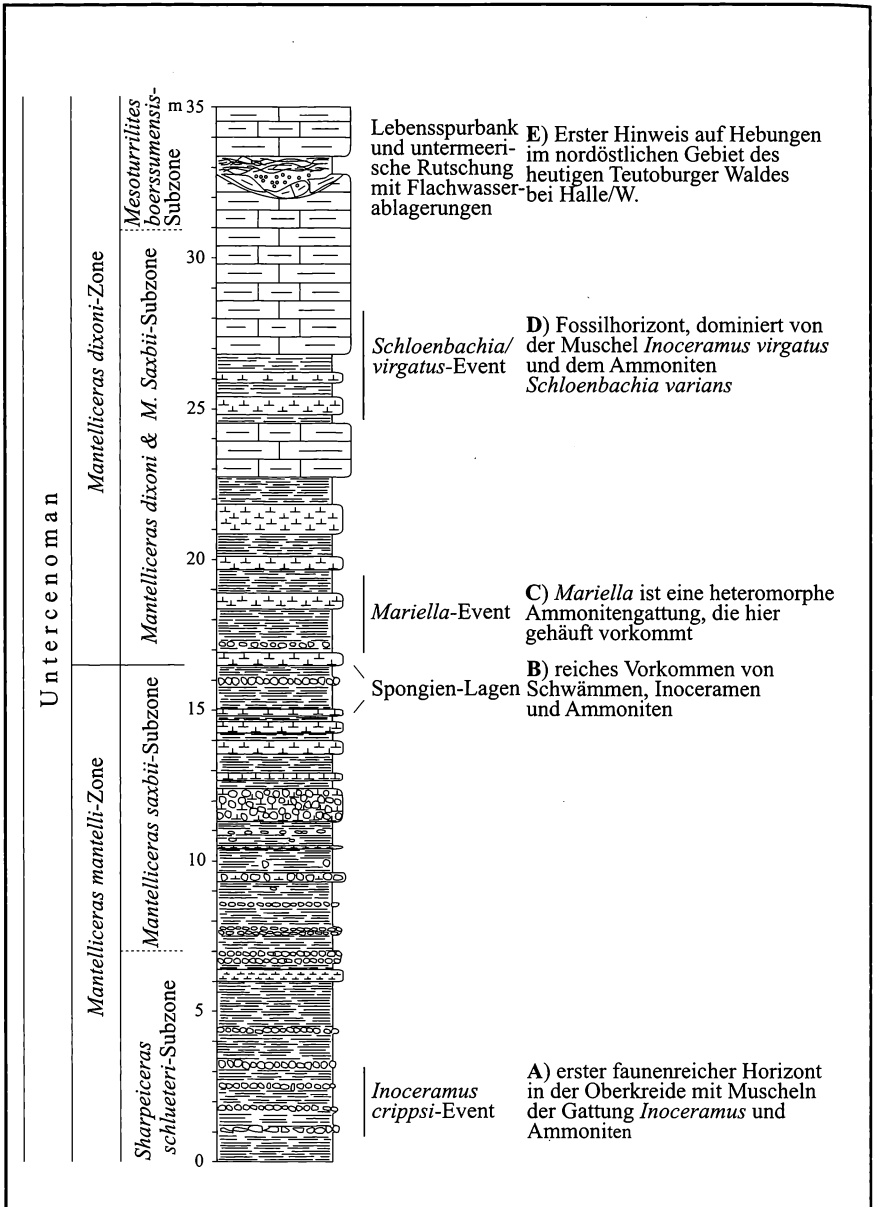 Untercenoman
Mantelliceras dixoni-Zone
Mantelliceras mantelli-Zone
Mesoturrilites
boerssumensis-
Subzone
Mantelliceras dixoni & M. Saxbii-Subzone
Mantelliceras saxbii-Subzone
Sharpeiceras
schlueteri-Subzone
m 35
30
25
20
15
10
5
0
Lebensspurbank
und untermeeri-
sche Rutschung
mit Flachwasser-
ablagerungen
E) Erster Hinweis auf Hebungen
im nordöstlichen Gebiet des
heutigen Teutoburger Waldes
bei Halle/W.
Schloenbachia/
virgatus-Event
D) Fossilhorizont, dominiert von
der Muschel Inoceramus virgatus
und dem Ammoniten
Schloenbachia varians
Mariella-Event
C) Mariella ist eine heteromorphe
Ammonitengattung, die hier
gehäuft vorkommt
Spongien-Lagen
B) reiches Vorkommen von
Schwämmen, Inoceramen
und Ammoniten
Inoceramus
crippsi-Event
A) erster faunenreicher Horizont
in der Oberkreide mit Muscheln
der Gattung Inoceramus und
Ammoniten